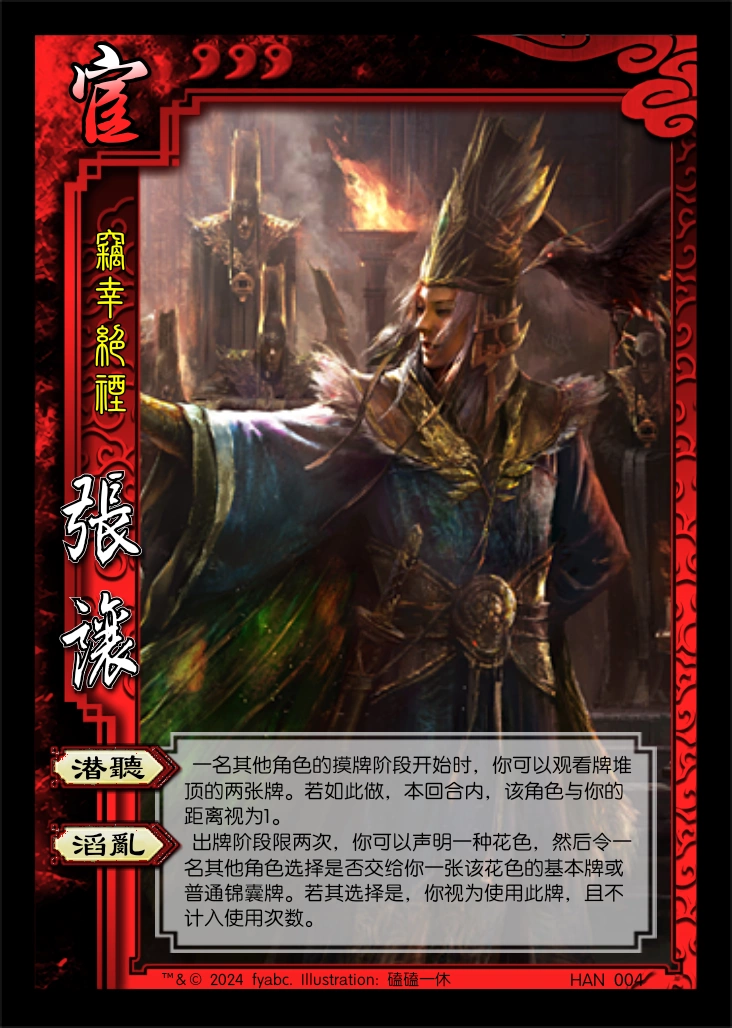 宦
竊幸絕禋
張讓
潜聽
一名其他角色的摸牌阶段开始时，你可以观看牌堆
顶的两张牌。若如此做，本回合内，该角色与你的
距离视为1。
滔亂
出牌阶段限两次，你可以声明一种花色，然后令一
名其他角色选择是否交给你一张该花色的基本牌或
普通锦囊牌。若其选择是，你视为使用此牌，且不
计入使用次数。
™&© 2024 fyabc. Illustration: 磕磕一休
HAN 004